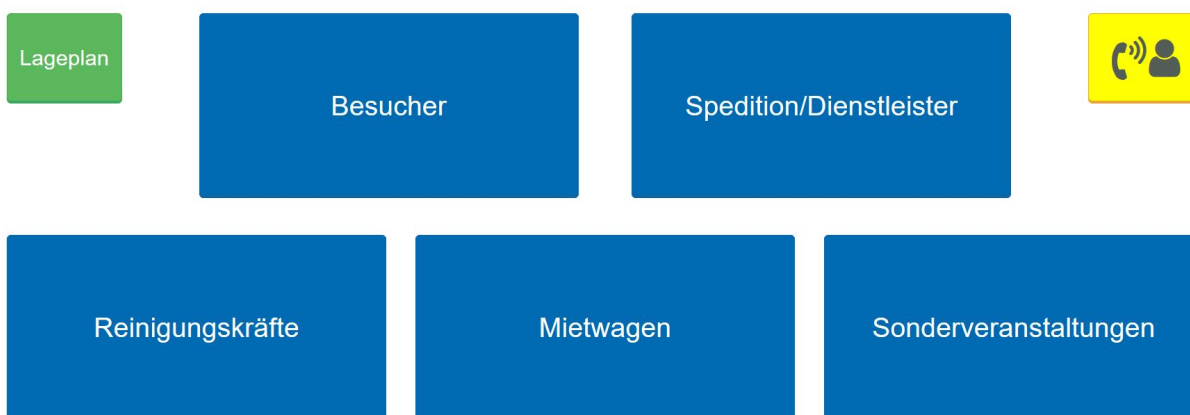 Lageplan
Besucher
Spedition/Dienstleister
Reinigungskräfte
Mietwagen
Sonderveranstaltungen